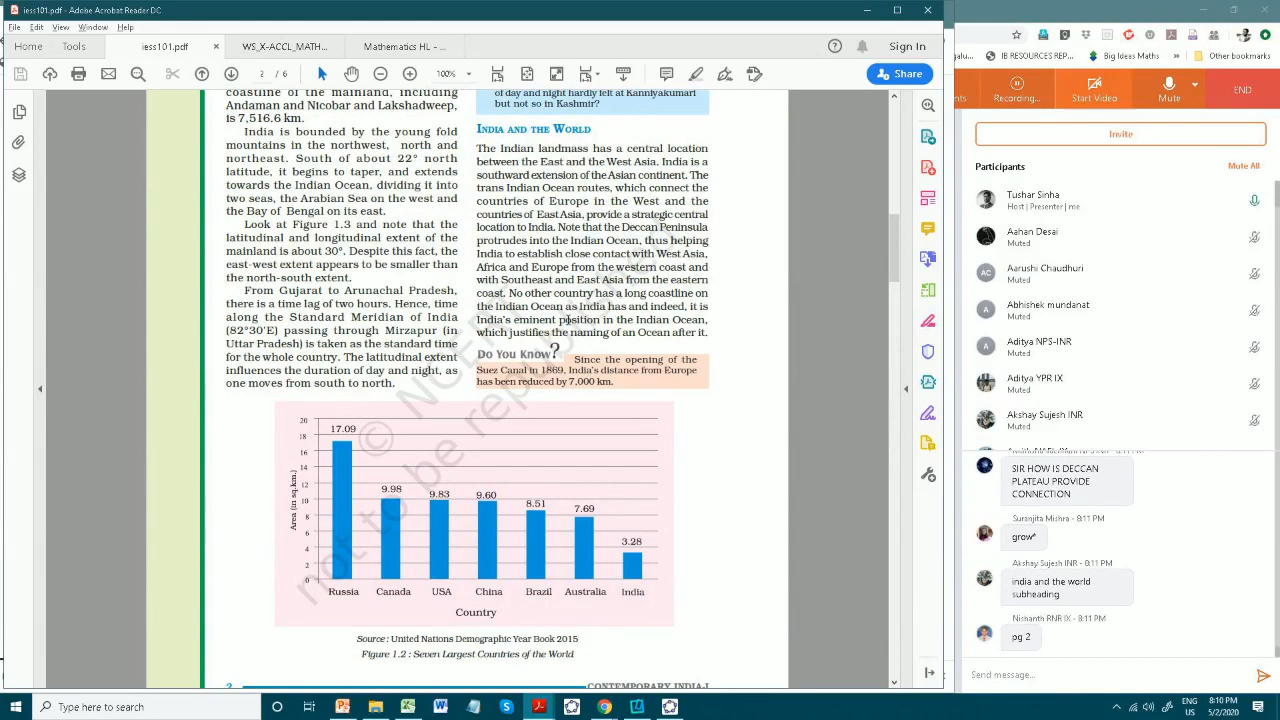 iess101.pdf - Adobe Acrobat Reader DC
File Edit View Window Help
Home Tools iess101.pdf × WS_X-ACCL_MATH... Mathematics HL - ... Sign In
2 / 6 100% Share
coastline of the mainland, including
Andaman and Nicobar and Lakshadweep,
is 7,516.6 km.
India is bounded by the young fold
mountains in the northwest, north and
northeast. South of about 22° north
latitude, it begins to taper, and extends
towards the Indian Ocean, dividing it into
two seas, the Arabian Sea on the west and
the Bay of Bengal on its east.
Look at Figure 1.3 and note that the
latitudinal and longitudinal extent of the
mainland is about 30°. Despite this fact, the
east-west extent appears to be smaller than
the north-south extent.
From Gujarat to Arunachal Pradesh,
there is a time lag of two hours. Hence, time
along the Standard Meridian of India
(82°30'E) passing through Mirzapur (in
Uttar Pradesh) is taken as the standard time
for the whole country. The latitudinal extent
influences the duration of day and night, as
one moves from south to north.
of day and night hardly felt at Kanniyakumari
but not so in Kashmir?
INDIA AND THE WORLD
The Indian landmass has a central location
between the East and the West Asia. India is a
southward extension of the Asian continent. The
trans Indian Ocean routes, which connect the
countries of Europe in the West and the
countries of East Asia, provide a strategic central
location to India. Note that the Deccan Peninsula
protrudes into the Indian Ocean, thus helping
India to establish close contact with West Asia,
Africa and Europe from the western coast and
with Southeast and East Asia from the eastern
coast. No other country has a long coastline on
the Indian Ocean as India has and indeed, it is
India's eminent position in the Indian Ocean,
which justifies the naming of an Ocean after it.
Do You Know?
Since the opening of the
Suez Canal in 1869, India's distance from Europe
has been reduced by 7,000 km.
© NCERT
not to be republished
Area (in sq.km.)
20
18
16
14
12
10
8
6
4
2
0
17.09 9.98 9.83 9.60 8.51 7.69 3.28
Russia Canada USA China Brazil Australia India
Country
Source : United Nations Demographic Year Book 2015
Figure 1.2 : Seven Largest Countries of the World
2 CONTEMPORARY INDIA-I
IB RESOURCES REP... Big Ideas Maths » Other bookmarks
Recording... Start Video Mute END
Invite
Participants Mute All
Tushar Sinha
Host | Presenter | me
Aahan Desai
Muted
AC Aarushi Chaudhuri
Muted
A Abhishek mundanat
Muted
A Aditya NPS-INR
Muted
Aditya YPR IX
Muted
Akshay Sujesh INR
Muted
SIR HOW IS DECCAN
PLATEAU PROVIDE
CONNECTION
Suranjita Mishra - 8:11 PM
grow*
Akshay Sujesh INR - 8:11 PM
india and the world
subheading
Nishanth RNR IX - 8:11 PM
pg 2
Send message...
Type here to search
ENG
US
8:10 PM
5/2/2020